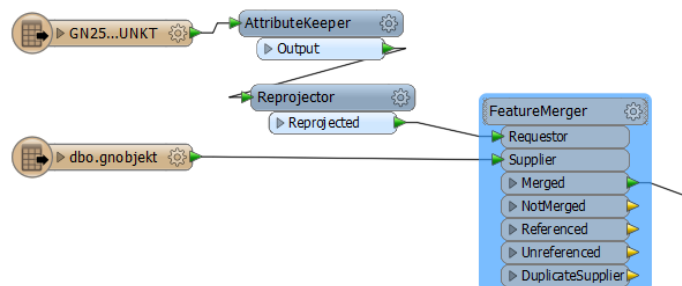 GN25...UNKT
AttributeKeeper
Output
Reprojector
Reprojected
dbo.gnobjekt
FeatureMerger
Requestor
Supplier
Merged
NotMerged
Referenced
Unreferenced
DuplicateSupplier